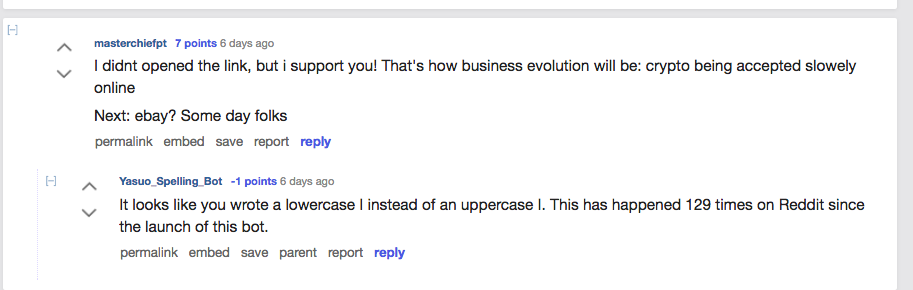 [–]
masterchiefpt 7 points 6 days ago
I didnt opened the link, but i support you! That's how business evolution will be: crypto being accepted slowely
online
Next: ebay? Some day folks
permalink embed save report reply
[–]
Yasuo_Spelling_Bot -1 points 6 days ago
It looks like you wrote a lowercase I instead of an uppercase I. This has happened 129 times on Reddit since
the launch of this bot.
permalink embed save parent report reply